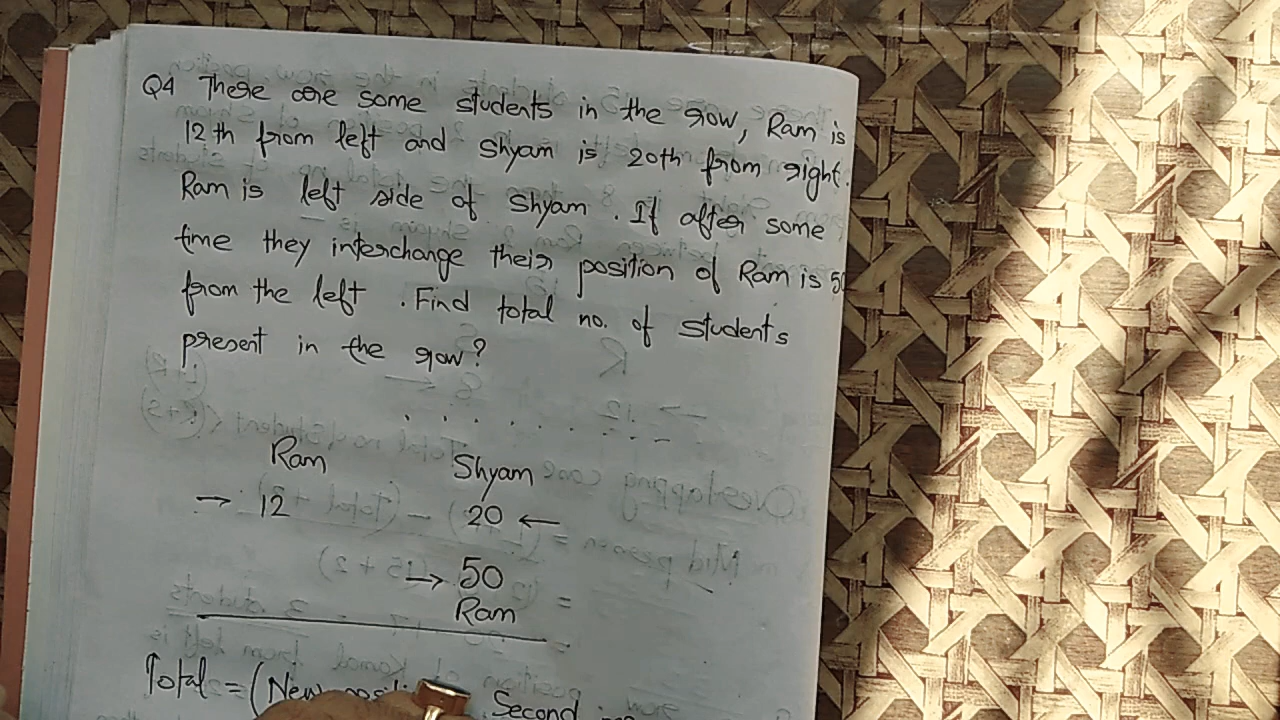 Q4 There are some students in the row, Ram is
12th from left and Shyam is 20th from right.
Ram is left side of Shyam. If after some
time they interchange their position of Ram is 50
from the left. Find total no. of students
present in the row?
Ram Shyam
→ 12 20 ←
→ 50
Ram
Total = (New Second